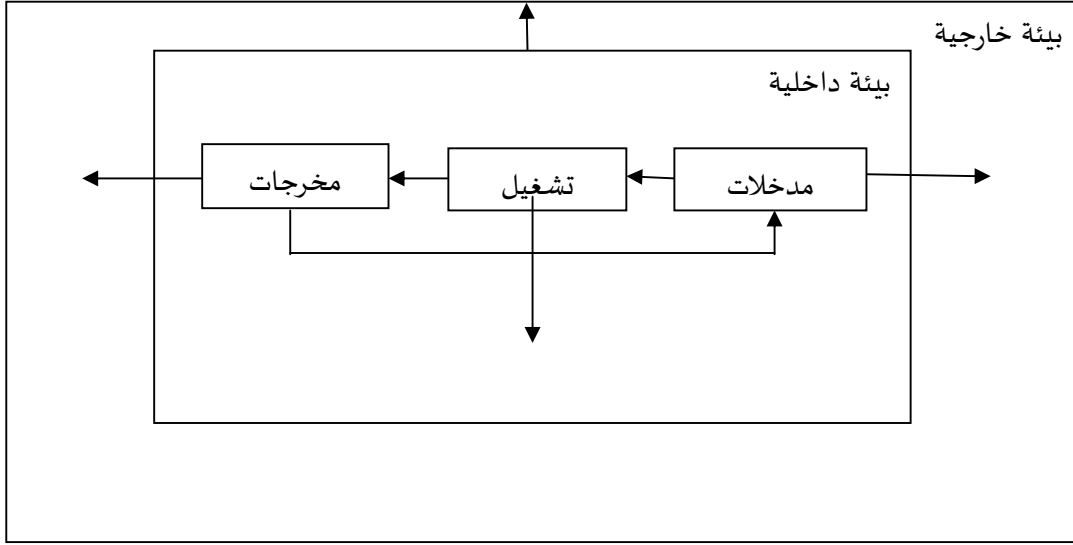 بيئة خارجية
بيئة داخلية
مدخلات
تشغيل
مخرجات